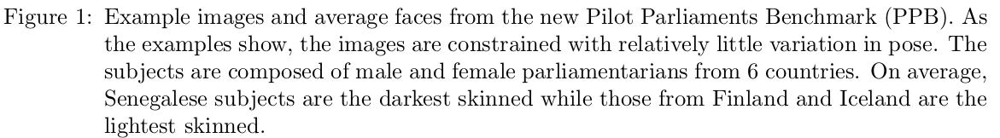 Figure 1: Example images and average faces from the new Pilot Parliaments Benchmark (PPB). As
the examples show, the images are constrained with relatively little variation in pose. The
subjects are composed of male and female parliamentarians from 6 countries. On average,
Senegalese subjects are the darkest skinned while those from Finland and Iceland are the
lightest skinned.